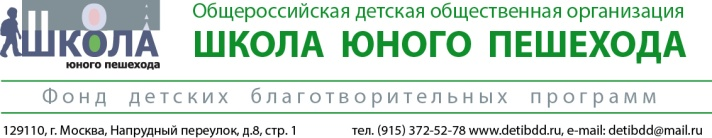 ШКОЛА
ЮНОГО ПЕШЕХОДА
Общероссийская детская общественная организация
ШКОЛА ЮНОГО ПЕШЕХОДА
Фонд детских благотворительных программ
129110, г. Москва, Напрудный переулок, д.8, стр. 1 тел. (915) 372-52-78 www.detibdd.ru, e-mail: detibdd@mail.ru